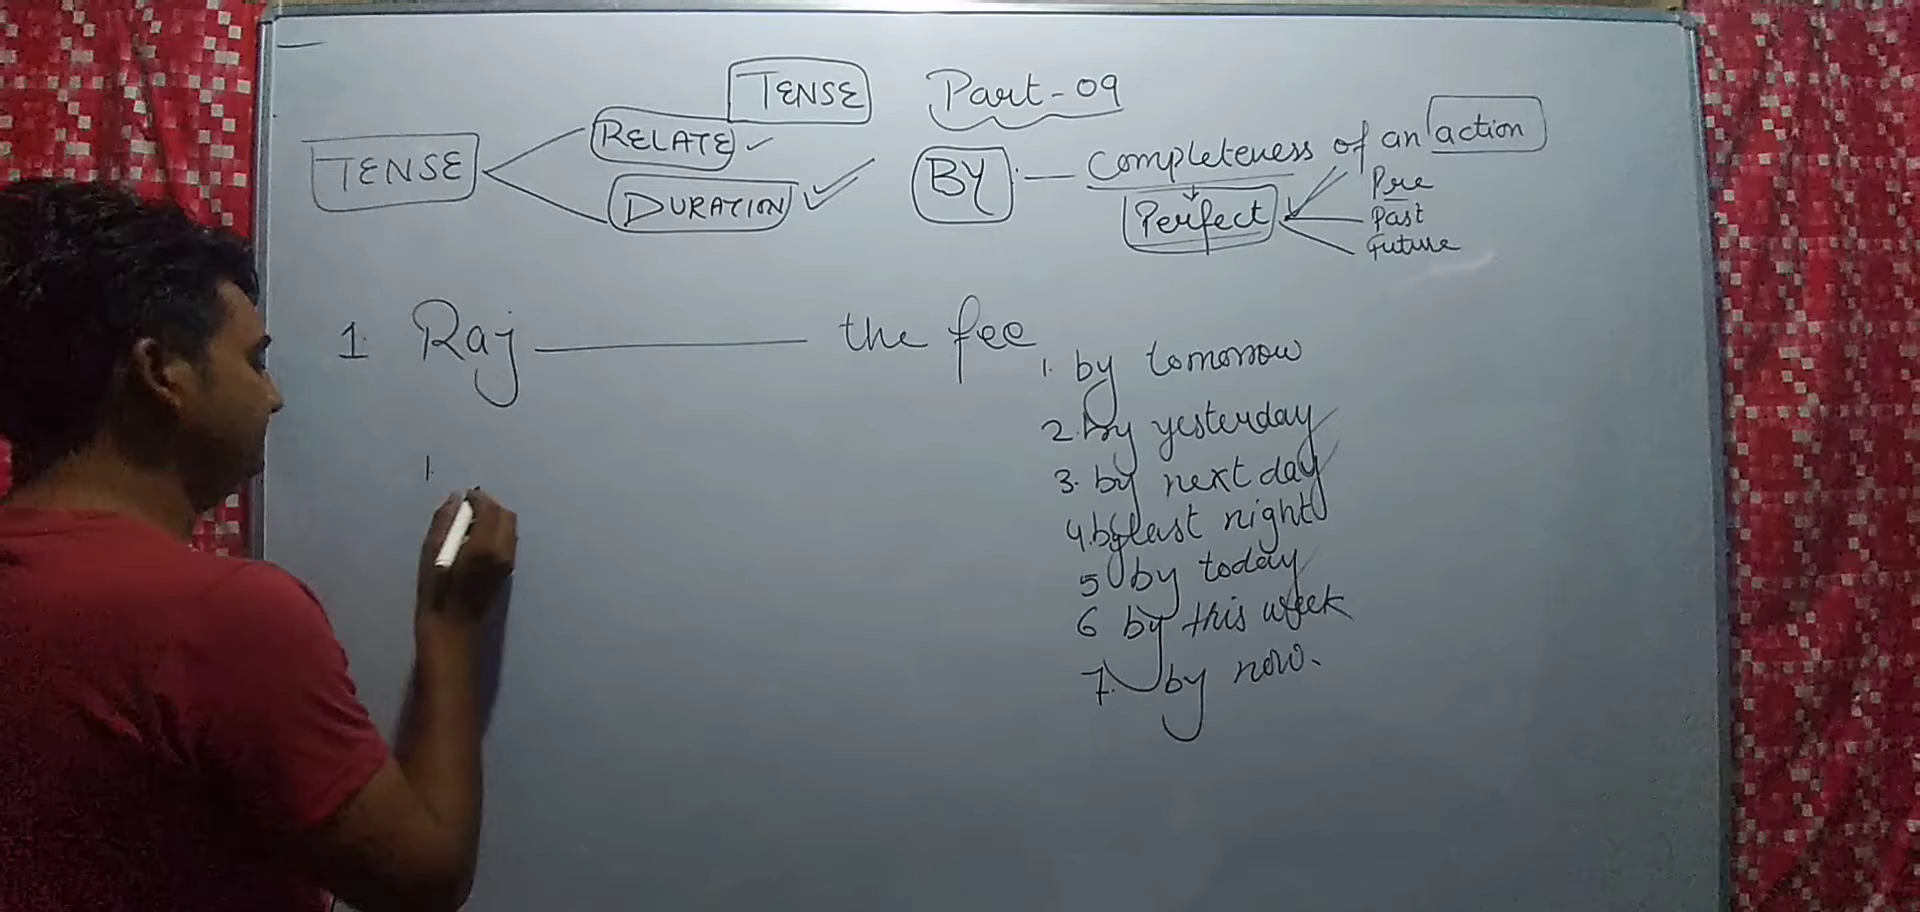 TENSE Part-09
TENSE RELATE DURATION
BY — Completeness of an action
Perfect
Pre
Past
Future
1. Raj ________ the fee
1. by tomorrow
2. by yesterday
3. by next day
4. by last night
5 by today
6 by this week
7. by now.
1.